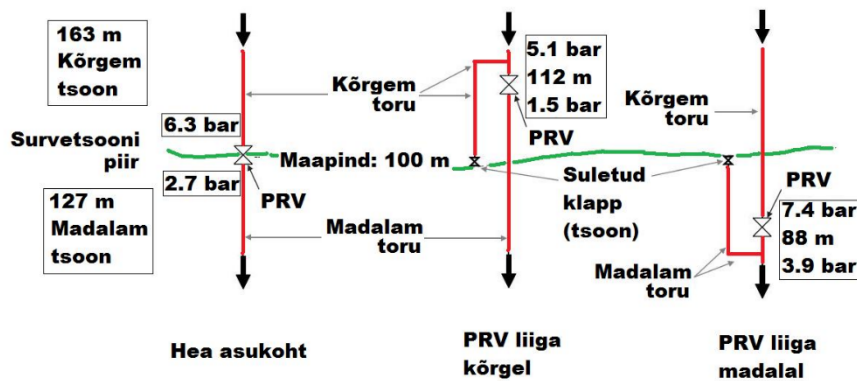 163 m
Kõrgem
tsoon
6.3 bar
Survetsooni
piir
2.7 bar
127 m
Madalam
tsoon
PRV
Hea asukoht
Kõrgem
toru
Maapind: 100 m
Madalam
toru
5.1 bar
112 m
1.5 bar
PRV
Suletud
klapp
(tsoon)
PRV liiga
kõrgel
Kõrgem
toru
PRV
7.4 bar
88 m
3.9 bar
Madalam
toru
PRV liiga
madalal